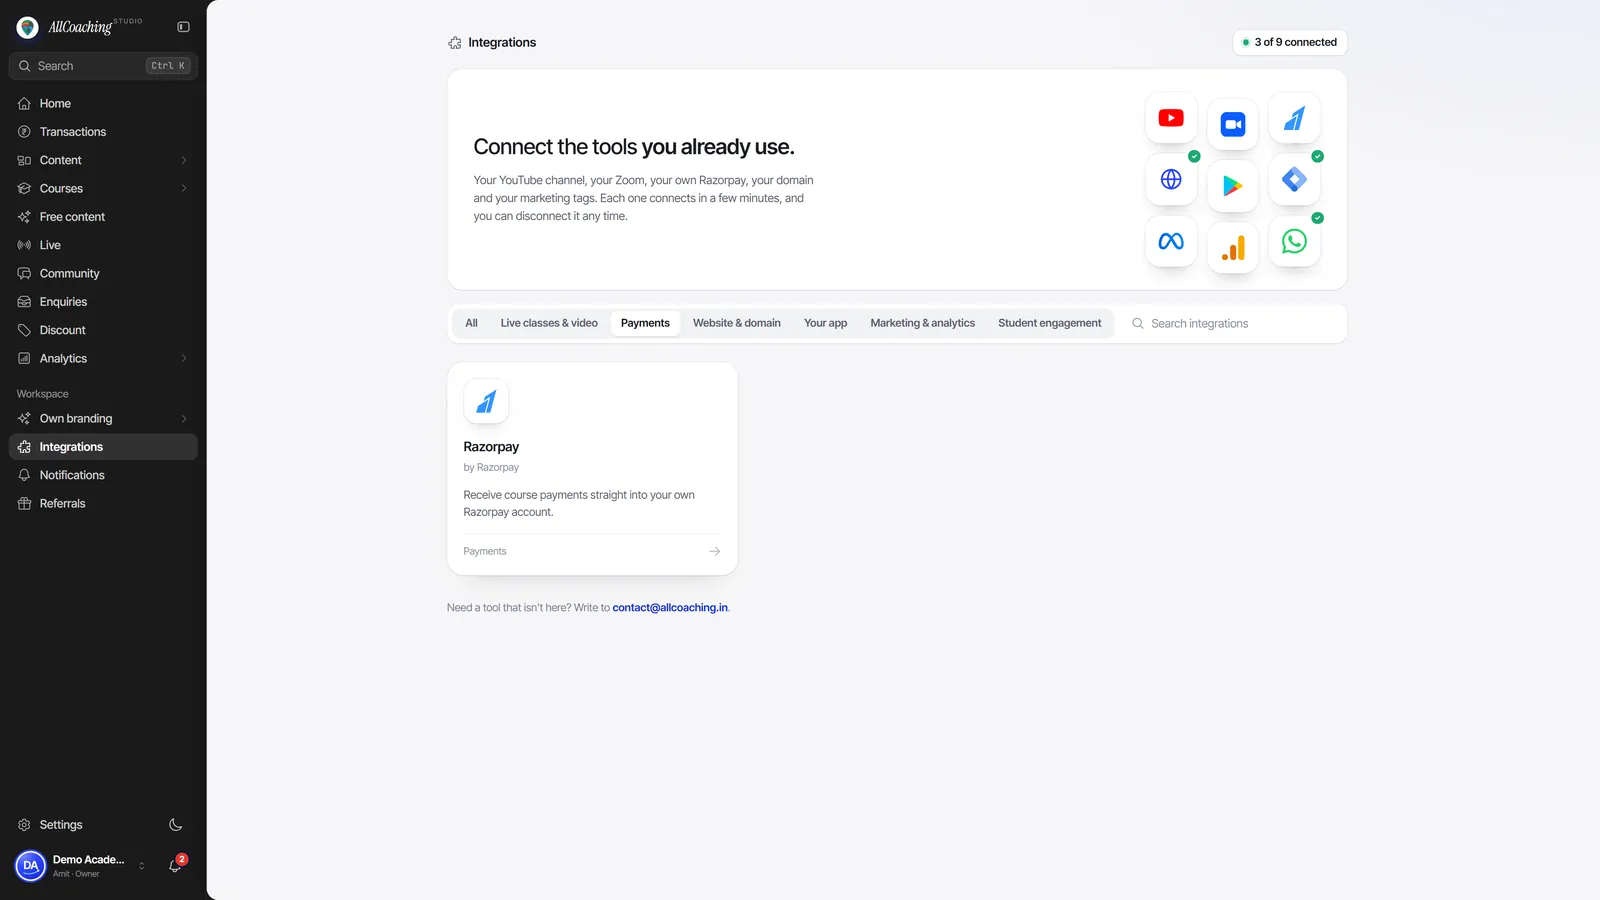 AllCoaching STUDIO
Search Ctrl K
Home
Transactions
Content
Courses
Free content
Live
Community
Enquiries
Discount
Analytics
Workspace
Own branding
Integrations
Notifications
Referrals
Settings
DA
Demo Acade...
Amit · Owner
2
Integrations
3 of 9 connected
Connect the tools you already use.
Your YouTube channel, your Zoom, your own Razorpay, your domain
and your marketing tags. Each one connects in a few minutes, and
you can disconnect it any time.
All Live classes & video Payments Website & domain Your app Marketing & analytics Student engagement Search integrations
Razorpay
by Razorpay
Receive course payments straight into your own
Razorpay account.
Payments
Need a tool that isn't here? Write to contact@allcoaching.in.